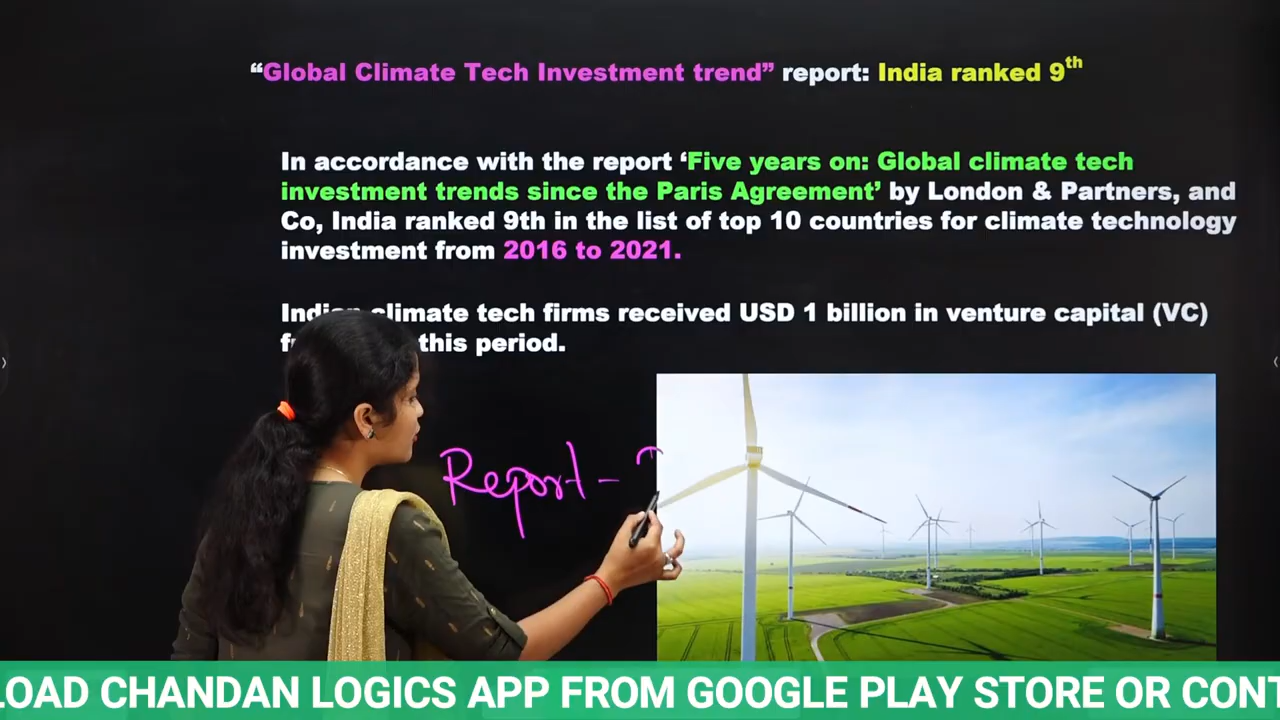 “Global Climate Tech Investment trend” report: India ranked 9th
In accordance with the report ‘Five years on: Global climate tech
investment trends since the Paris Agreement’ by London & Partners, and
Co, India ranked 9th in the list of top 10 countries for climate technology
investment from 2016 to 2021.
climate tech firms received USD 1 billion in venture capital (VC)
this period.
Report -
LOAD CHANDAN LOGICS APP FROM GOOGLE PLAY STORE OR CONT